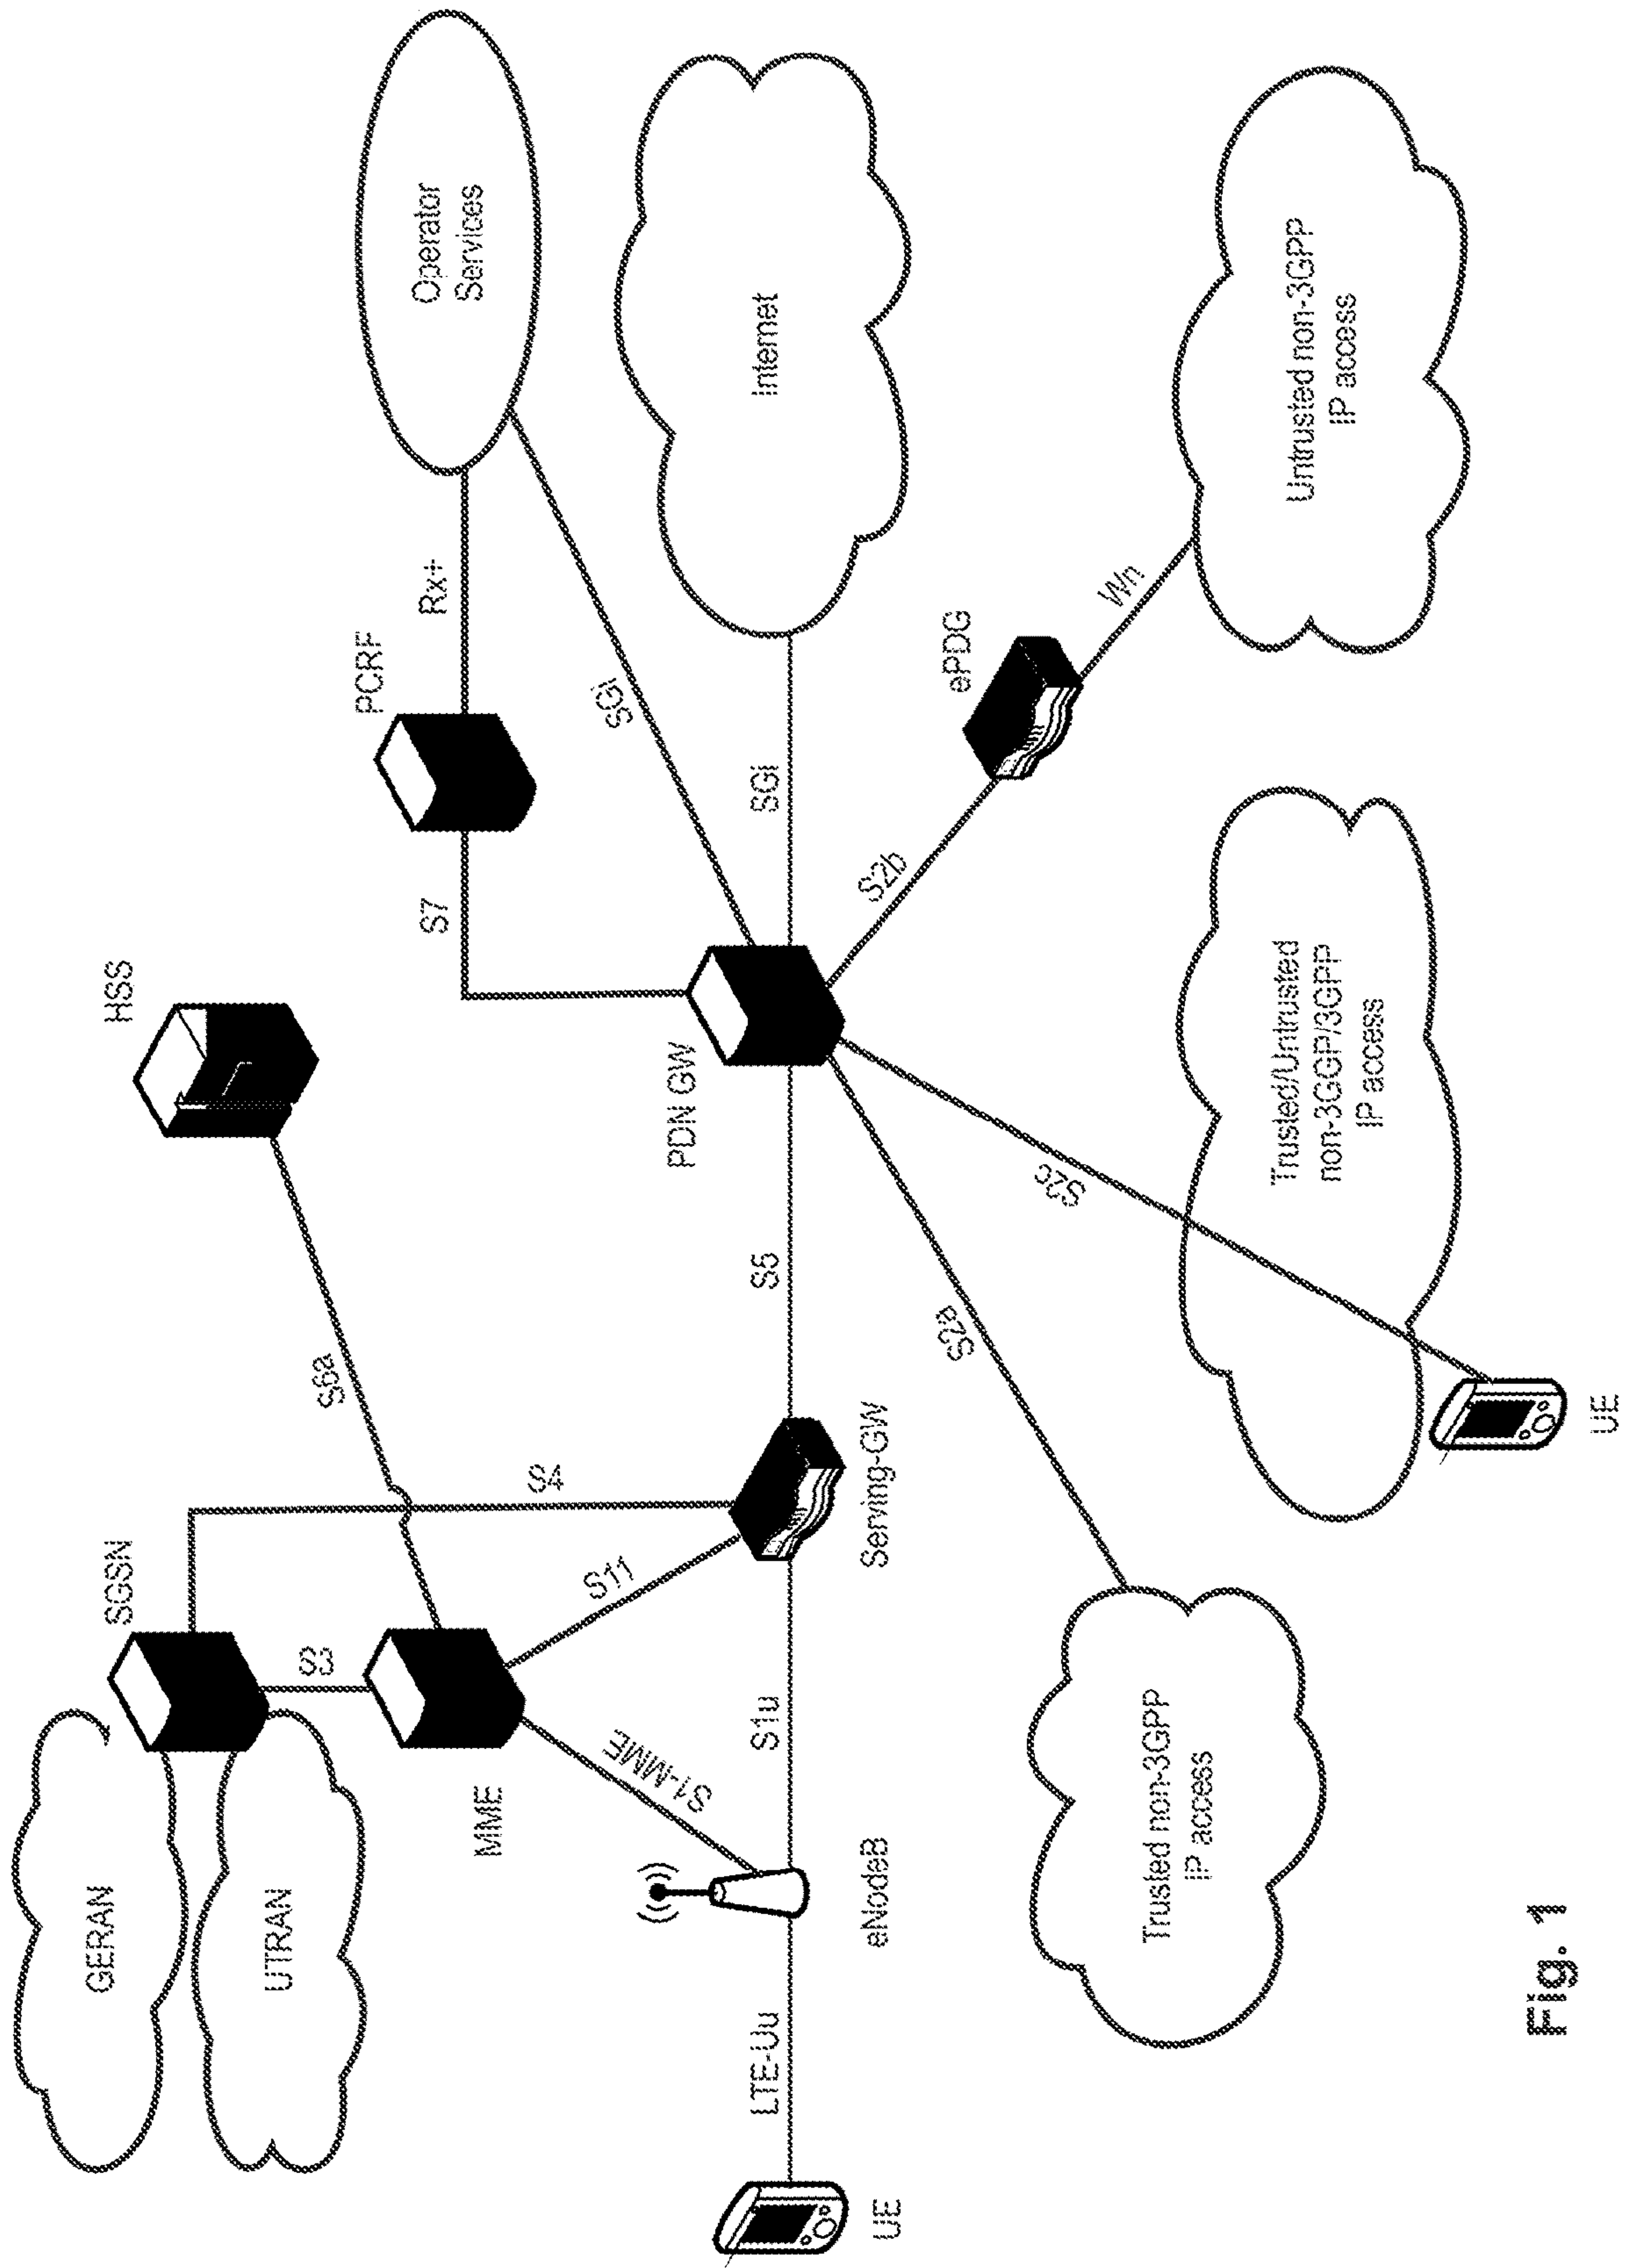 GERAN
SGSN
HSS
UTRAN
S3
S6a
PCRF
S7
Rx+
Operator
Services
MME
S4
S11
SGi
S1-MME
PDN GW
LTE-Uu
S1u
S5
SGi
Internet
UE
eNodeB
Serving-GW
S2b
ePDG
S2a
S2c
Wn
Trusted non-3GPP
IP access
Trusted/Untrusted
non-3GGP/3GPP
IP access
Untrusted non-3GPP
IP access
UE
Fig. 1